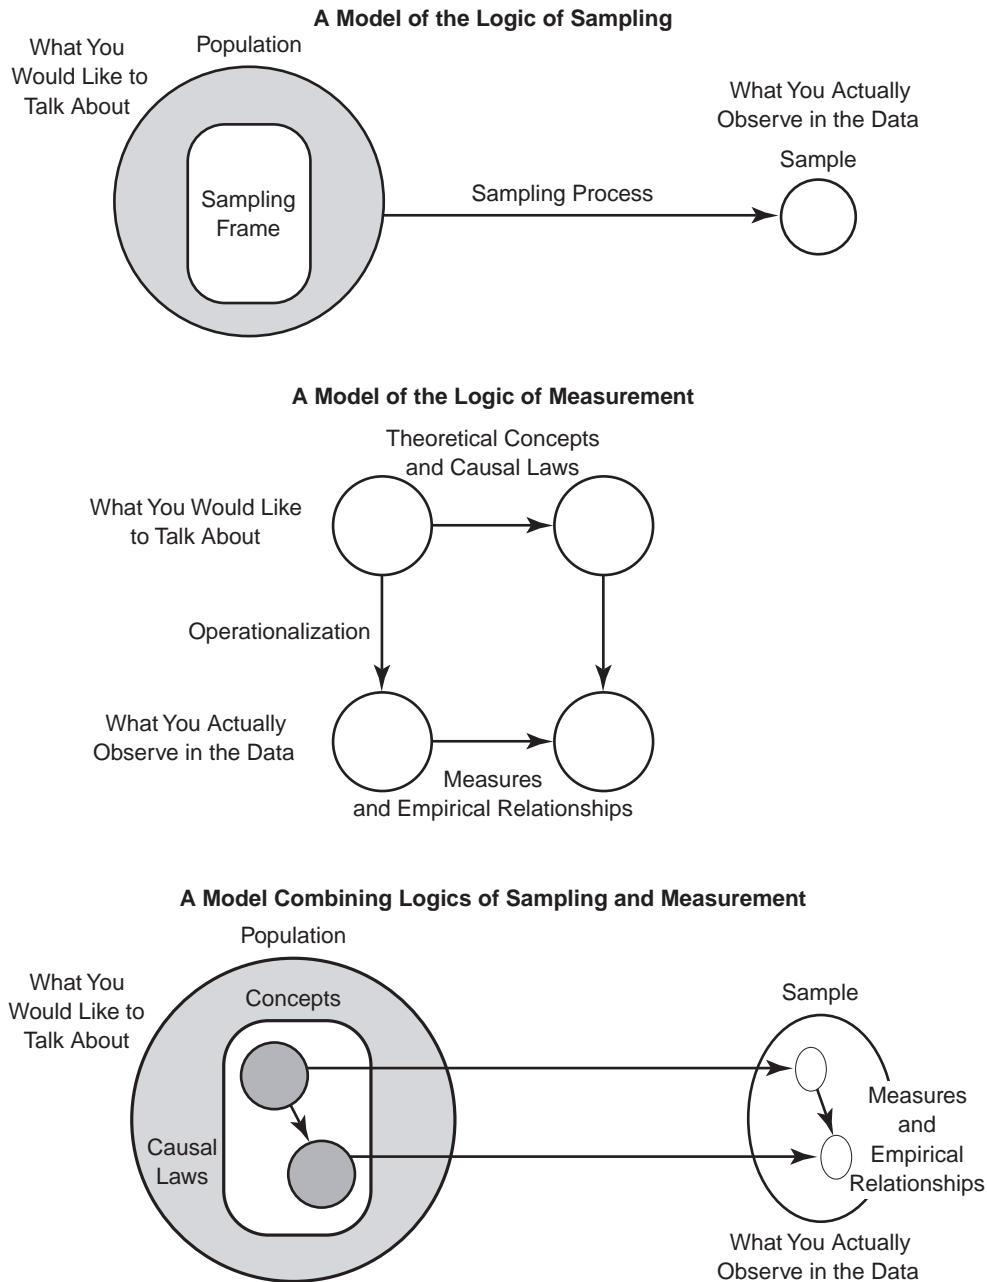 A Model of the Logic of Sampling
What You
Would Like to
Talk About
Population
Sampling
Frame
Sampling Process
What You Actually
Observe in the Data
Sample
A Model of the Logic of Measurement
Theoretical Concepts
and Causal Laws
What You Would Like
to Talk About
Operationalization
What You Actually
Observe in the Data
Measures
and Empirical Relationships
A Model Combining Logics of Sampling and Measurement
Population
What You
Would Like to
Talk About
Concepts
Causal
Laws
Sample
Measures
and
Empirical
Relationships
What You Actually
Observe in the Data